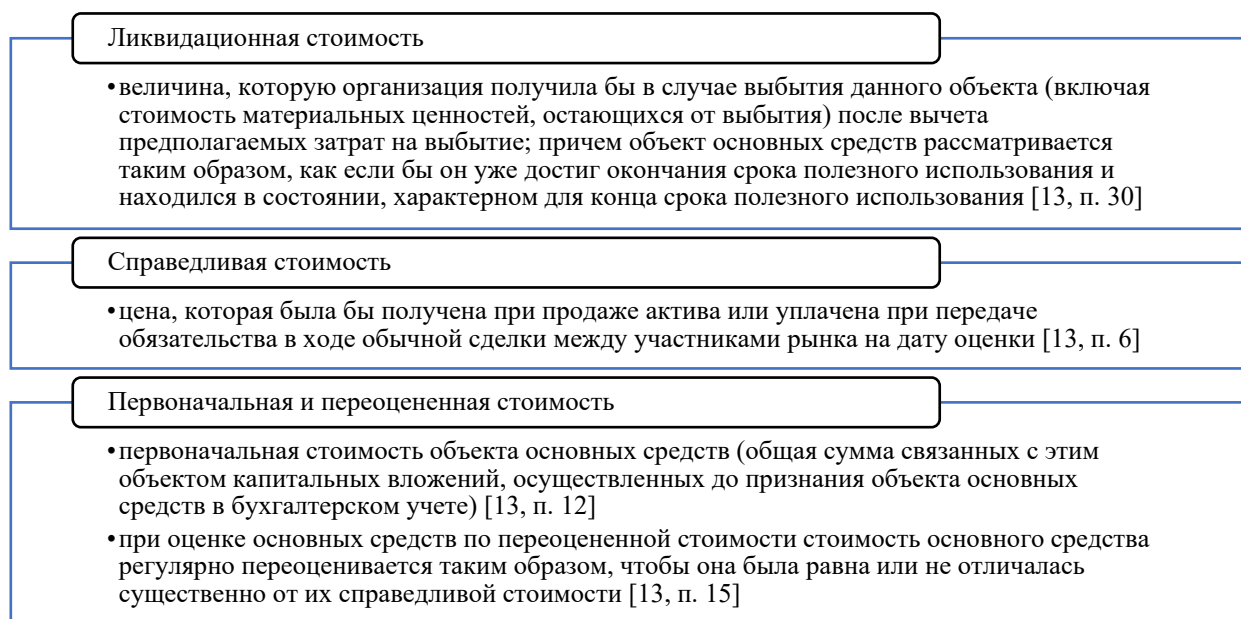 Ликвидационная стоимость
•величина, которую организация получила бы в случае выбытия данного объекта (включая
стоимость материальных ценностей, остающихся от выбытия) после вычета
предполагаемых затрат на выбытие; причем объект основных средств рассматривается
таким образом, как если бы он уже достиг окончания срока полезного использования и
находился в состоянии, характерном для конца срока полезного использования [13, п. 30]
Справедливая стоимость
•цена, которая была бы получена при продаже актива или уплачена при передаче
обязательства в ходе обычной сделки между участниками рынка на дату оценки [13, п. 6]
Первоначальная и переоцененная стоимость
•первоначальная стоимость объекта основных средств (общая сумма связанных с этим
объектом капитальных вложений, осуществленных до признания объекта основных
средств в бухгалтерском учете) [13, п. 12]
•при оценке основных средств по переоцененной стоимости стоимость основного средства
регулярно переоценивается таким образом, чтобы она была равна или не отличалась
существенно от их справедливой стоимости [13, п. 15]